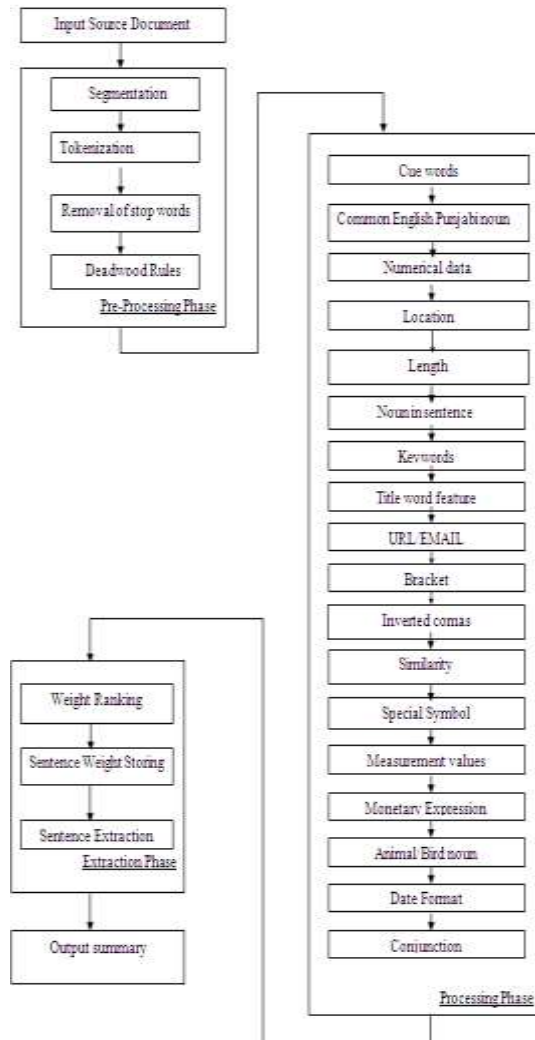 Input Source Document
Segmentation
Tokenization
Removal of stop words
Deadwood Rules
Pre-Processing Phase
Cue words
Common English Punjabi noun
Numerical data
Location
Length
Noun in sentence
Keywords
Title word feature
URL/EMAIL
Bracket
Inverted comas
Similarity
Special Symbol
Measurement values
Monetary Expression
Animal/Bird noun
Date Format
Conjunction
Processing Phase
Weight Ranking
Sentence Weight Storing
Sentence Extraction
Extraction Phase
Output summary